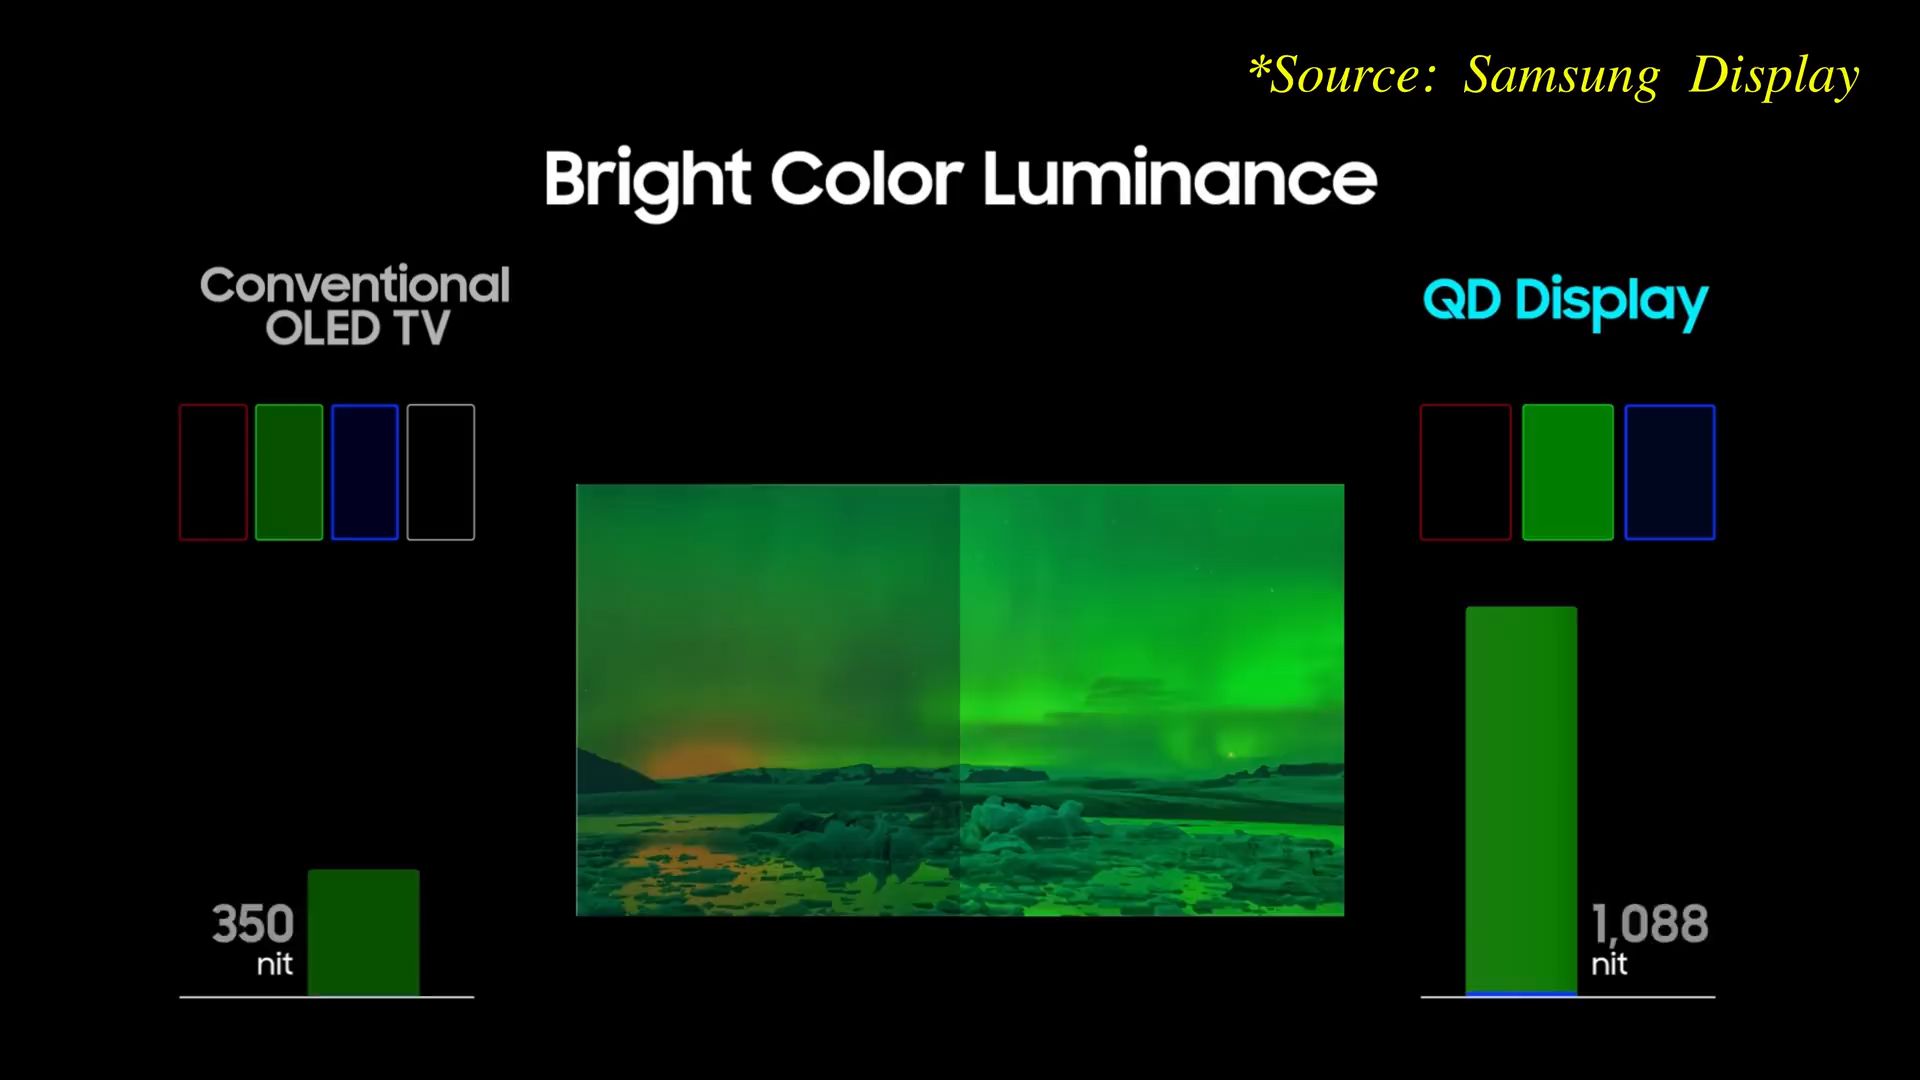 *Source: Samsung Display
Bright Color Luminance
Conventional
OLED TV
QD Display
350
nit
1,088
nit